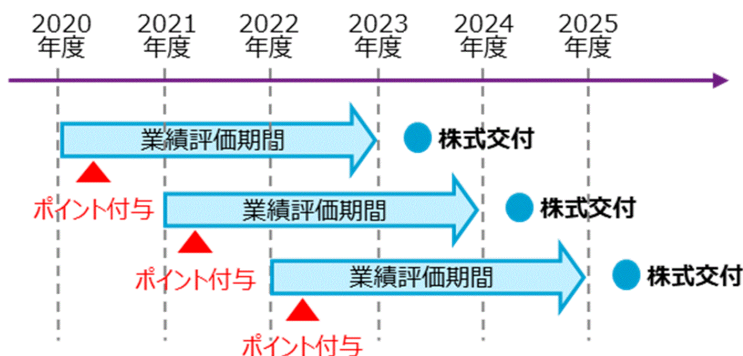 2020 2021 2022 2023 2024 2025
年度 年度 年度 年度 年度 年度
業績評価期間 株式交付
ポイント付与
業績評価期間 株式交付
ポイント付与
業績評価期間 株式交付
ポイント付与